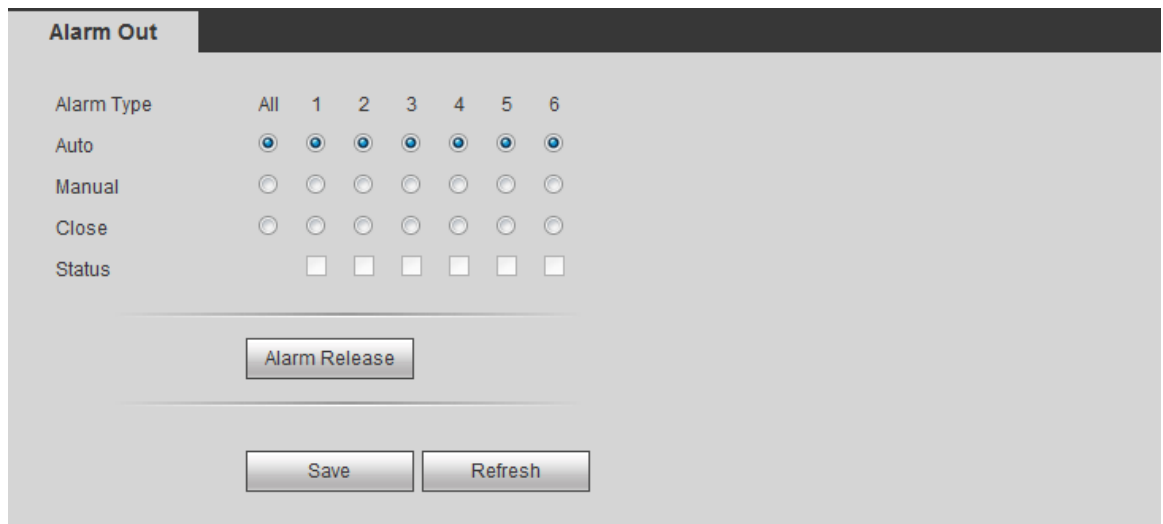 Alarm Out
Alarm Type All 1 2 3 4 5 6
Auto
Manual
Close
Status
Alarm Release
Save Refresh